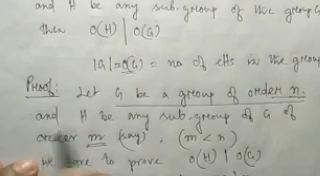 and H be any sub-group of the group G
then O(H) | O(G)
|G|=O(G) = no of elts in the group
Proof: Let G be a group of order n.
and H be any sub-group of G of
order m (say). (m < n)
we have to prove O(H) | O(G)